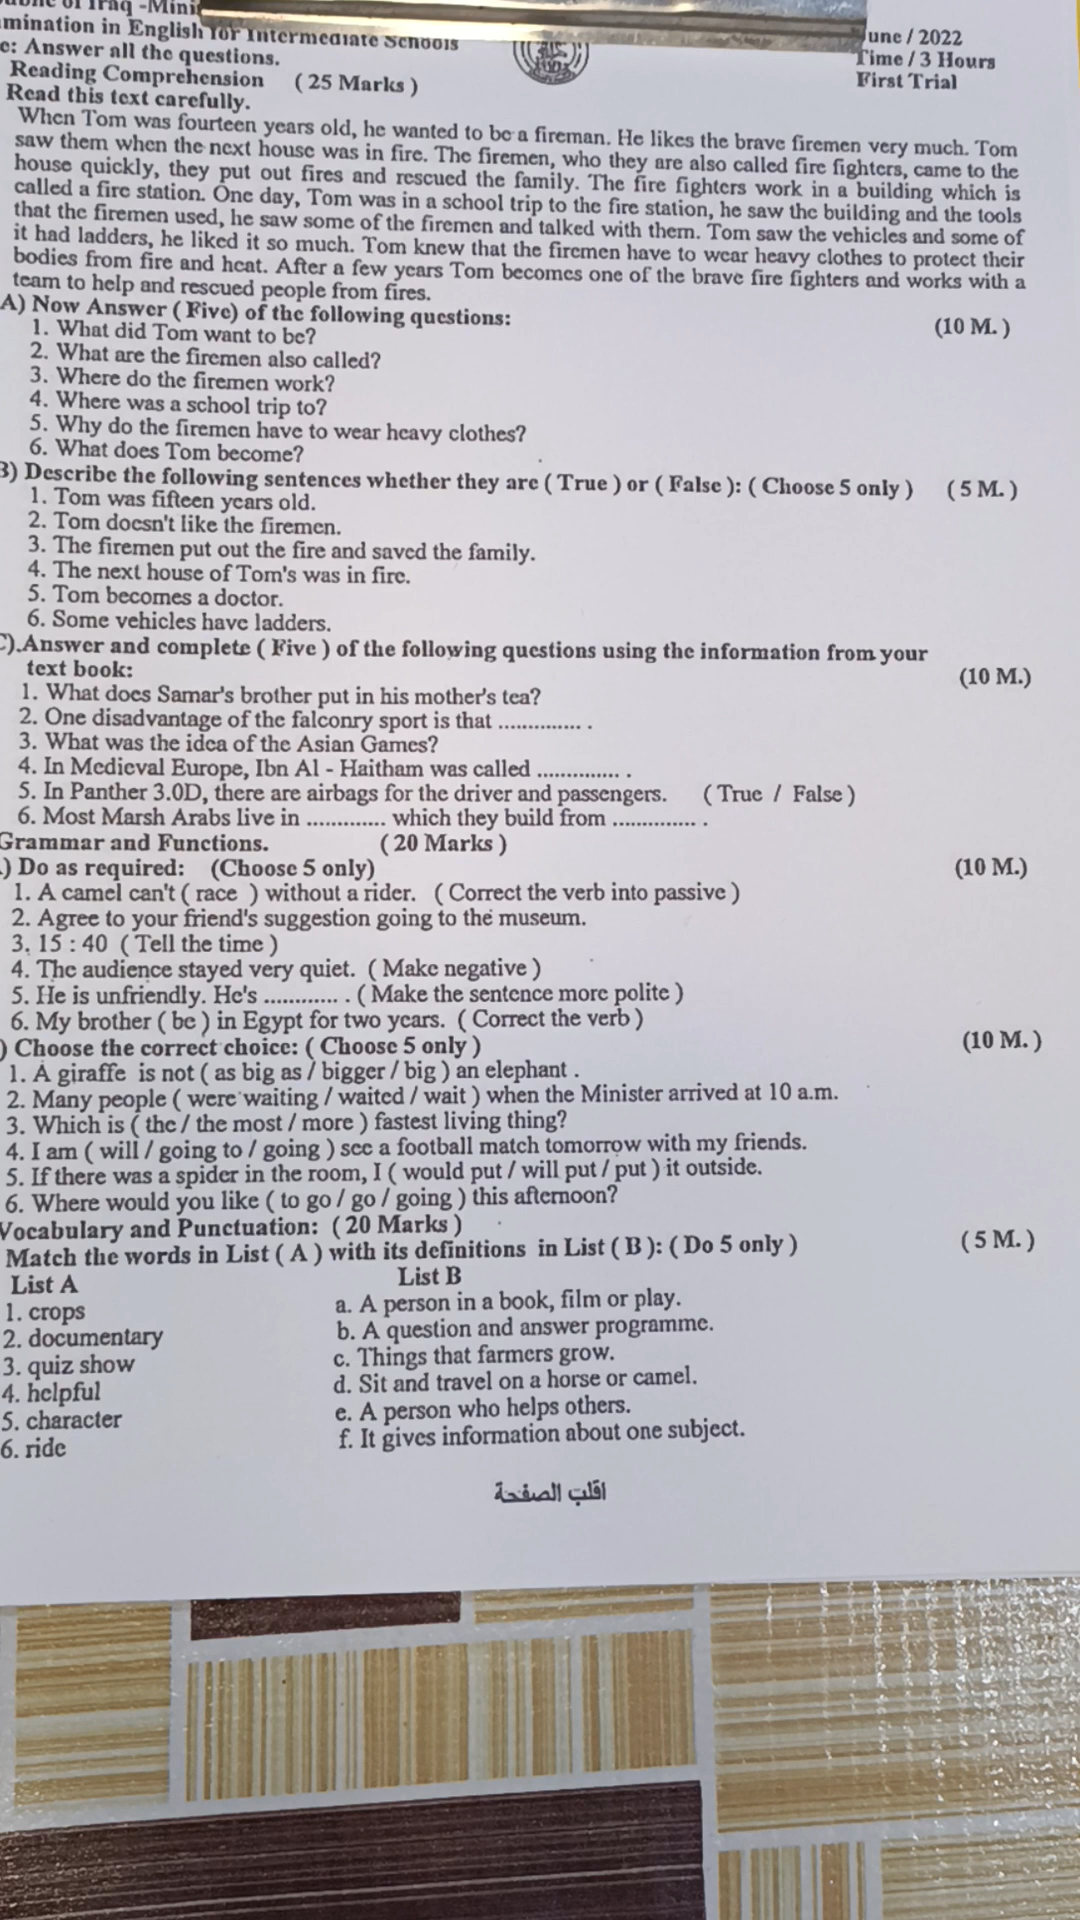 Iraq -Mini
mination in English for Intermediate Schools
June / 2022
e: Answer all the questions.
Time / 3 Hours
Reading Comprehension ( 25 Marks )
First Trial
Read this text carefully.
When Tom was fourteen years old, he wanted to be a fireman. He likes the brave firemen very much. Tom
saw them when the next house was in fire. The firemen, who they are also called fire fighters, came to the
house quickly, they put out fires and rescued the family. The fire fighters work in a building which is
called a fire station. One day, Tom was in a school trip to the fire station, he saw the building and the tools
that the firemen used, he saw some of the firemen and talked with them. Tom saw the vehicles and some of
it had ladders, he liked it so much. Tom knew that the firemen have to wear heavy clothes to protect their
bodies from fire and heat. After a few years Tom becomes one of the brave fire fighters and works with a
team to help and rescued people from fires.
A) Now Answer ( Five) of the following questions: (10 M. )
1. What did Tom want to be?
2. What are the firemen also called?
3. Where do the firemen work?
4. Where was a school trip to?
5. Why do the firemen have to wear heavy clothes?
6. What does Tom become?
B) Describe the following sentences whether they are ( True ) or ( False ): ( Choose 5 only ) ( 5 M. )
1. Tom was fifteen years old.
2. Tom doesn't like the firemen.
3. The firemen put out the fire and saved the family.
4. The next house of Tom's was in fire.
5. Tom becomes a doctor.
6. Some vehicles have ladders.
C).Answer and complete ( Five ) of the following questions using the information from your
text book: (10 M.)
1. What does Samar's brother put in his mother's tea?
2. One disadvantage of the falconry sport is that .............. .
3. What was the idea of the Asian Games?
4. In Medieval Europe, Ibn Al - Haitham was called .............. .
5. In Panther 3.0D, there are airbags for the driver and passengers. ( True / False )
6. Most Marsh Arabs live in ............. which they build from .............. .
Grammar and Functions. ( 20 Marks )
) Do as required: (Choose 5 only) (10 M.)
1. A camel can't ( race ) without a rider. ( Correct the verb into passive )
2. Agree to your friend's suggestion going to the museum.
3. 15 : 40 ( Tell the time )
4. The audience stayed very quiet. ( Make negative )
5. He is unfriendly. He's ............ . ( Make the sentence more polite )
6. My brother ( be ) in Egypt for two years. ( Correct the verb )
) Choose the correct choice: ( Choose 5 only ) (10 M. )
1. A giraffe is not ( as big as / bigger / big ) an elephant .
2. Many people ( were waiting / waited / wait ) when the Minister arrived at 10 a.m.
3. Which is ( the / the most / more ) fastest living thing?
4. I am ( will / going to / going ) see a football match tomorrow with my friends.
5. If there was a spider in the room, I ( would put / will put / put ) it outside.
6. Where would you like ( to go / go / going ) this afternoon?
Vocabulary and Punctuation: ( 20 Marks )
Match the words in List ( A ) with its definitions in List ( B ): ( Do 5 only ) ( 5 M. )
List A List B
1. crops a. A person in a book, film or play.
2. documentary b. A question and answer programme.
3. quiz show c. Things that farmers grow.
4. helpful d. Sit and travel on a horse or camel.
5. character e. A person who helps others.
6. ride f. It gives information about one subject.
اقلب الصفحة